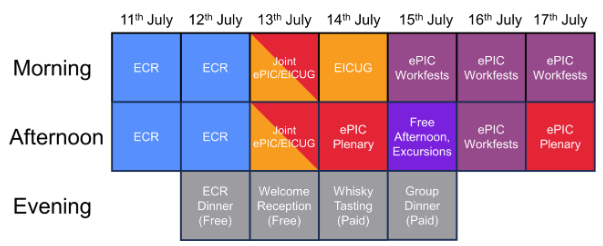 11th July 12th July 13th July 14th July 15th July 16th July 17th July
Morning
ECR
ECR
Joint
ePIC/EICUG
EICUG
ePIC
Workfests
ePIC
Workfests
ePIC
Workfests
Afternoon
ECR
ECR
Joint
ePIC/EICUG
ePIC
Plenary
Free
Afternoon,
Excursions
ePIC
Workfests
ePIC
Plenary
Evening
ECR
Dinner
(Free)
Welcome
Reception
(Free)
Whisky
Tasting
(Paid)
Group
Dinner
(Paid)